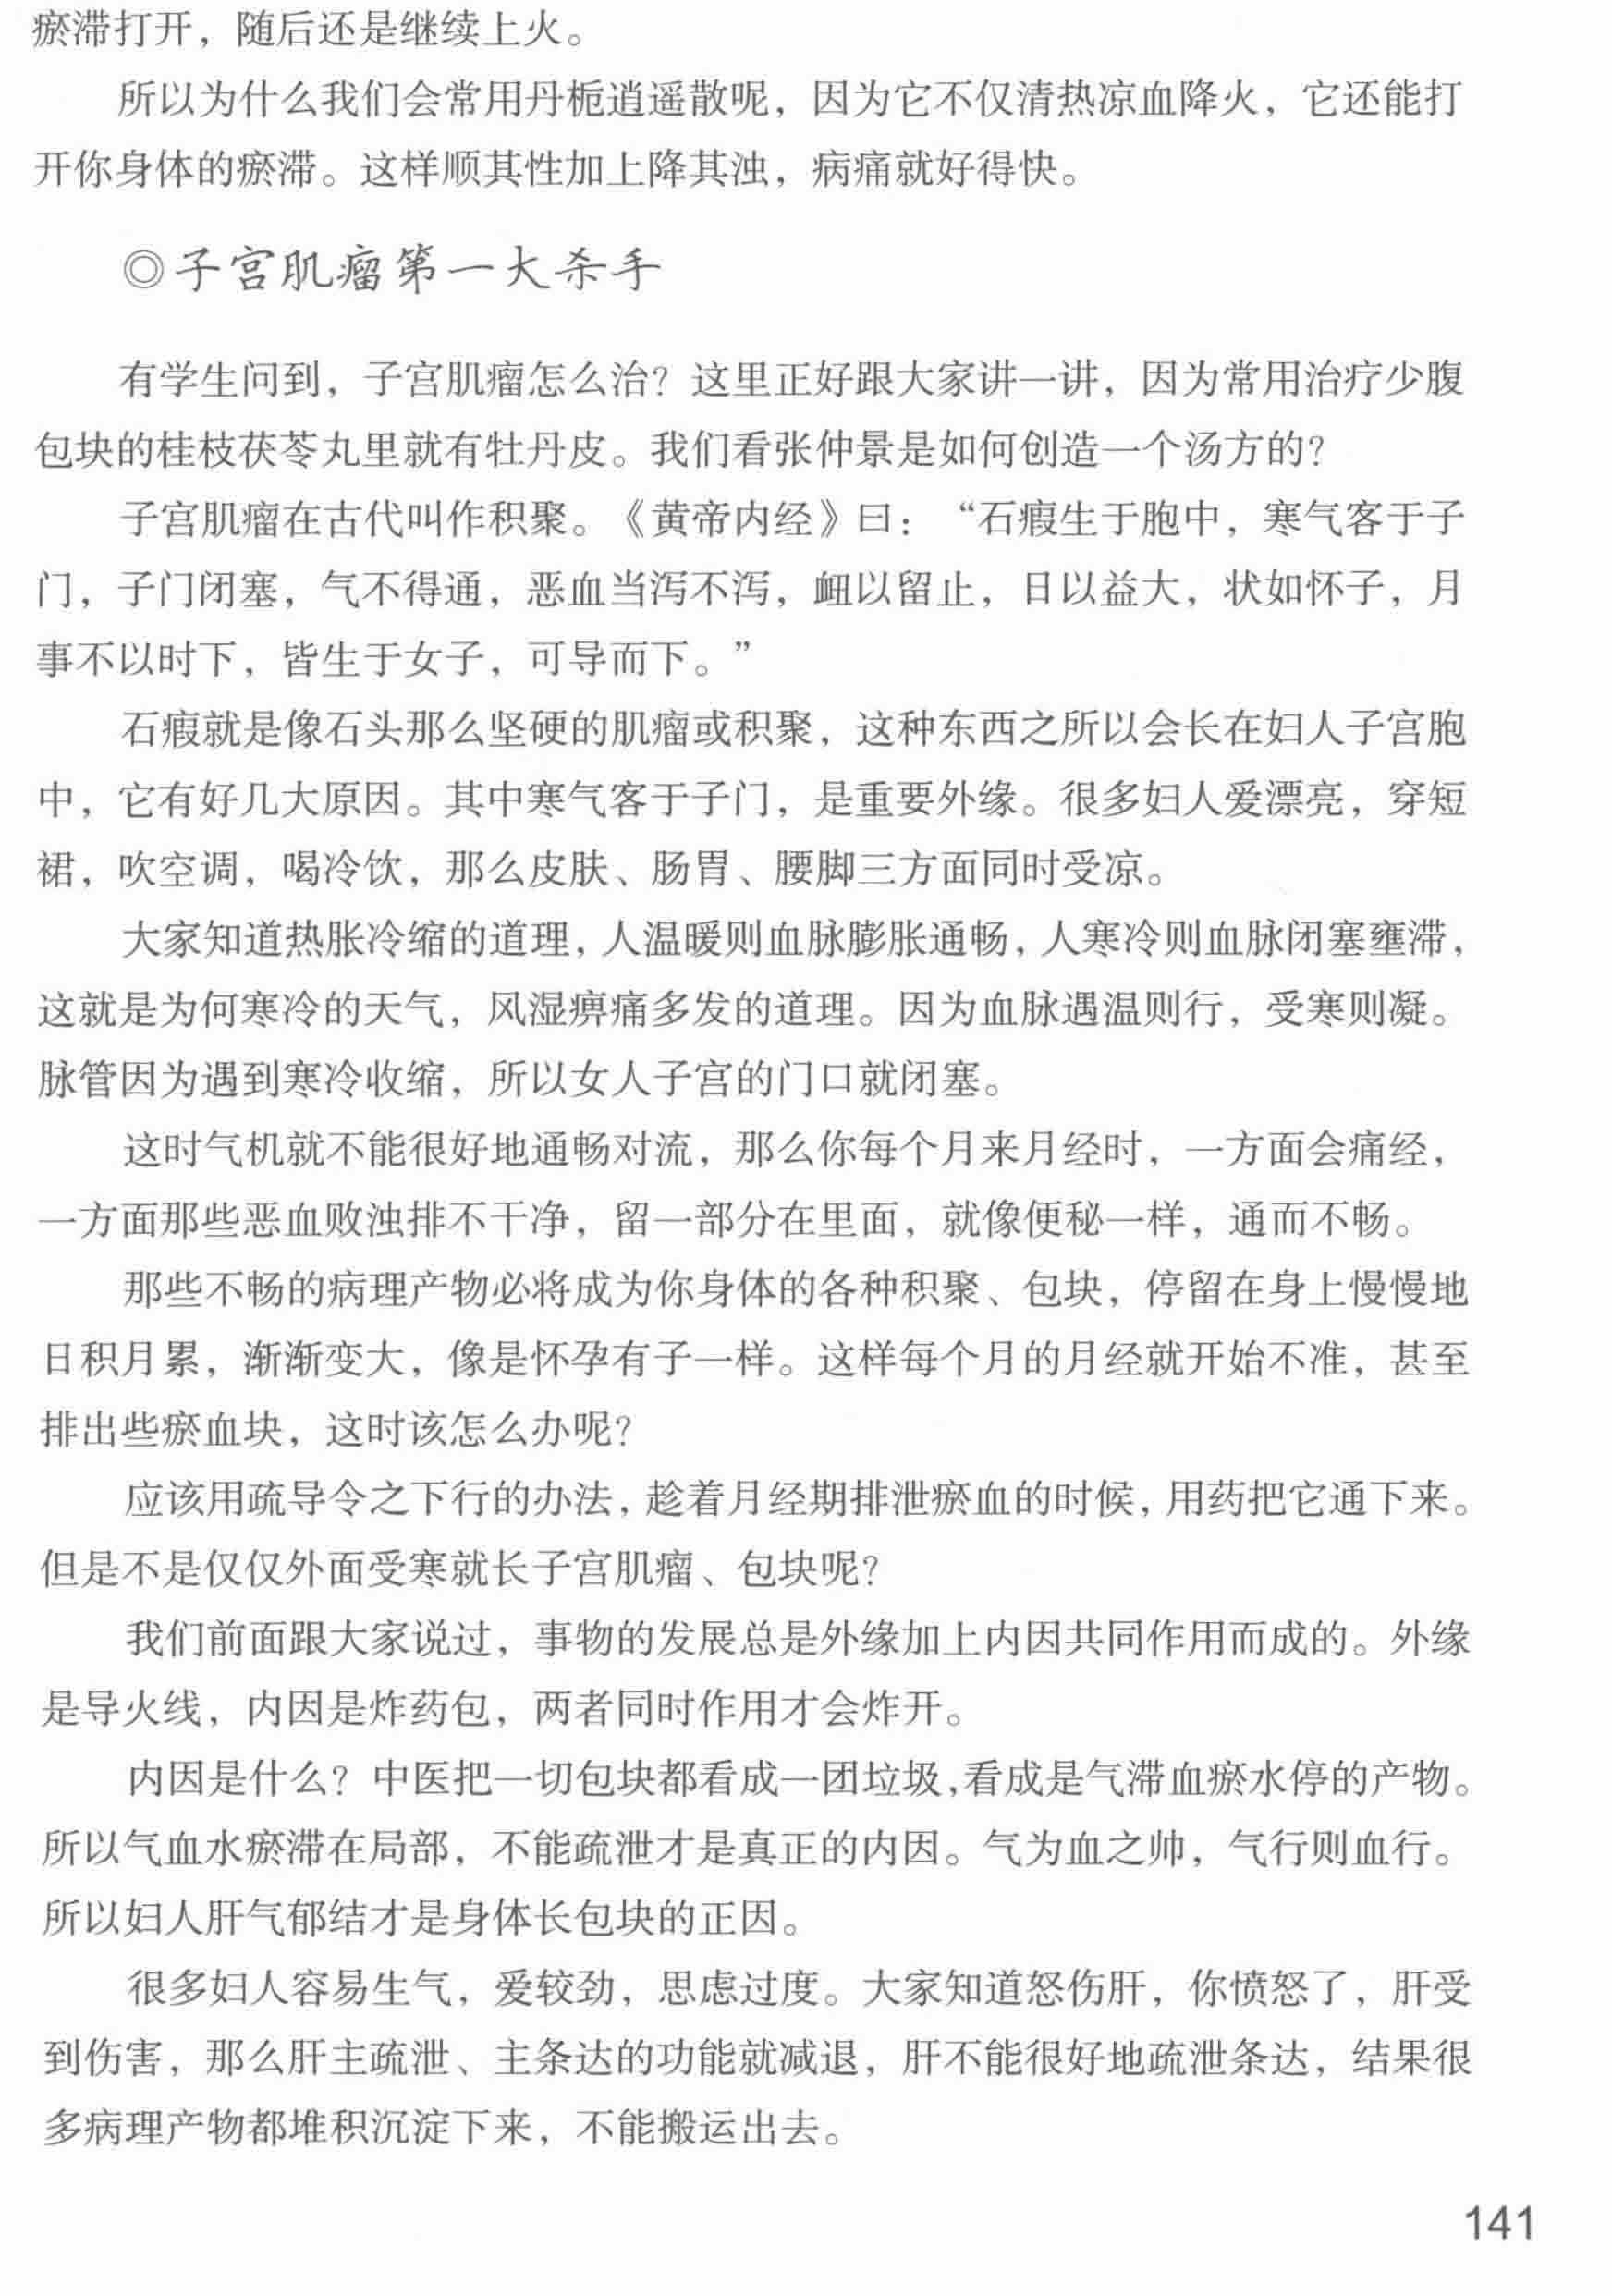 瘀滞打开，随后还是继续上火。
所以为什么我们会常用丹栀逍遥散呢，因为它不仅清热凉血降火，它还能打
开你身体的瘀滞。这样顺其性加上降其浊，病痛就好得快。
◎子宫肌瘤第一大杀手
有学生问到，子宫肌瘤怎么治？这里正好跟大家讲一讲，因为常用治疗少腹
包块的桂枝茯苓丸里就有牡丹皮。我们看张仲景是如何创造一个汤方的？
子宫肌瘤在古代叫作积聚。《黄帝内经》曰：“石瘕生于胞中，寒气客于子
门，子门闭塞，气不得通，恶血当泻不泻，衃以留止，日以益大，状如怀子，月
事不以时下，皆生于女子，可导而下。”
石瘕就是像石头那么坚硬的肌瘤或积聚，这种东西之所以会长在妇人子宫胞
中，它有好几大原因。其中寒气客于子门，是重要外缘。很多妇人爱漂亮，穿短
裙，吹空调，喝冷饮，那么皮肤、肠胃、腰脚三方面同时受凉。
大家知道热胀冷缩的道理，人温暖则血脉膨胀通畅，人寒冷则血脉闭塞壅滞，
这就是为何寒冷的天气，风湿痹痛多发的道理。因为血脉遇温则行，受寒则凝。
脉管因为遇到寒冷收缩，所以女人子宫的门口就闭塞。
这时气机就不能很好地通畅对流，那么你每个月来月经时，一方面会痛经，
一方面那些恶血败浊排不干净，留一部分在里面，就像便秘一样，通而不畅。
那些不畅的病理产物必将成为你身体的各种积聚、包块，停留在身上慢慢地
日积月累，渐渐变大，像是怀孕有子一样。这样每个月的月经就开始不准，甚至
排出些瘀血块，这时该怎么办呢？
应该用疏导令之下行的办法，趁着月经期排泄瘀血的时候，用药把它通下来。
但是不是仅仅外面受寒就长子宫肌瘤、包块呢？
我们前面跟大家说过，事物的发展总是外缘加上内因共同作用而成的。外缘
是导火线，内因是炸药包，两者同时作用才会炸开。
内因是什么？中医把一切包块都看成一团垃圾，看成是气滞血瘀水停的产物。
所以气血水瘀滞在局部，不能疏泄才是真正的内因。气为血之帅，气行则血行。
所以妇人肝气郁结才是身体长包块的正因。
很多妇人容易生气，爱较劲，思虑过度。大家知道怒伤肝，你愤怒了，肝受
到伤害，那么肝主疏泄、主条达的功能就减退，肝不能很好地疏泄条达，结果很
多病理产物都堆积沉淀下来，不能搬运出去。
141